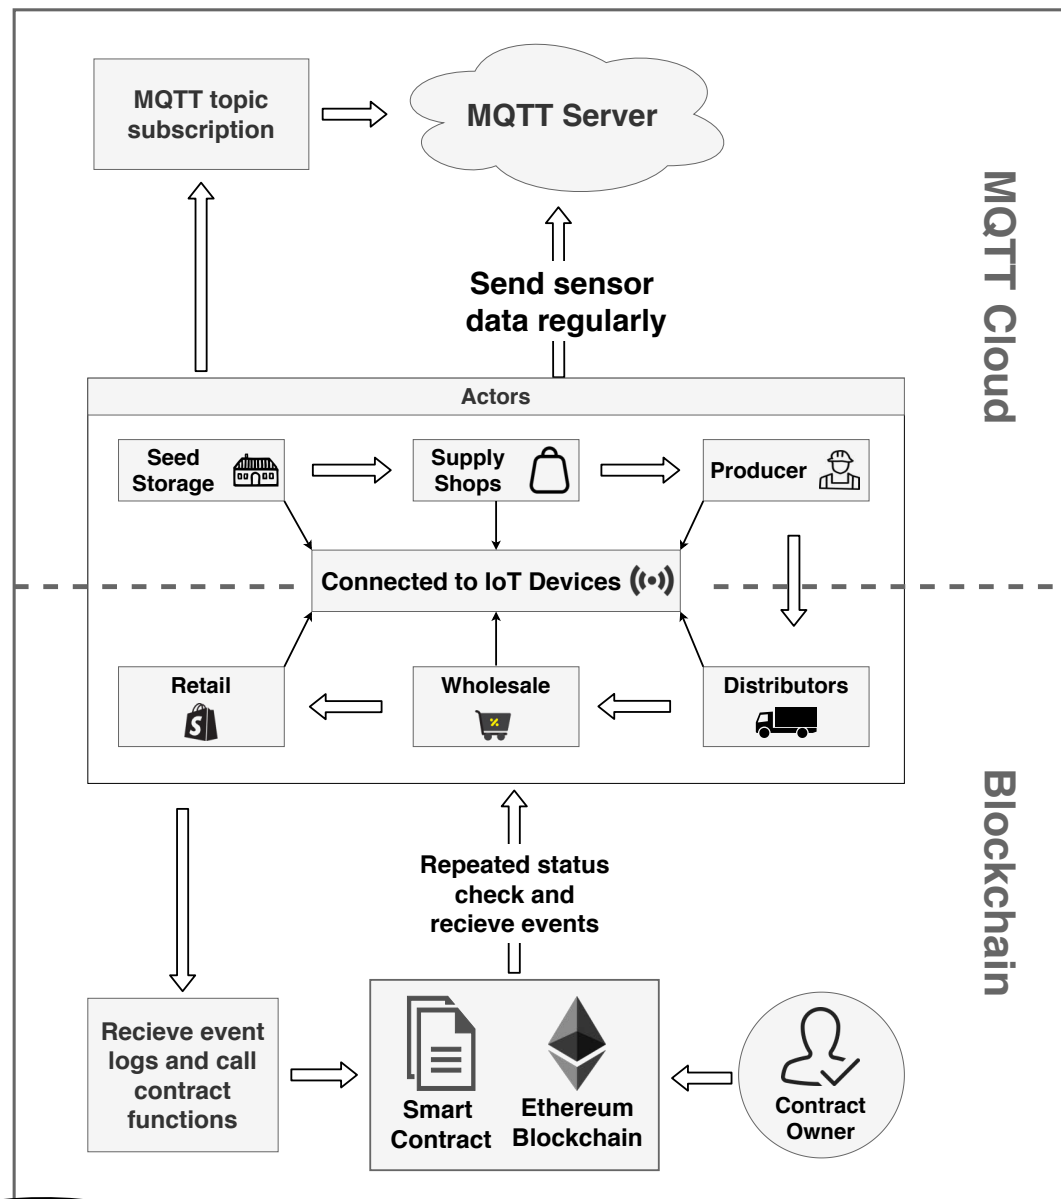 MQTT topic
subscription
MQTT Server
Send sensor
data regularly
MQTT Cloud
Actors
Seed
Storage
Supply
Shops
Producer
Connected to IoT Devices
Retail
S
Wholesale
%
Distributors
Blockchain
Repeated status
check and
recieve events
Recieve event
logs and call
contract
functions
Smart
Contract
Ethereum
Blockchain
Contract
Owner